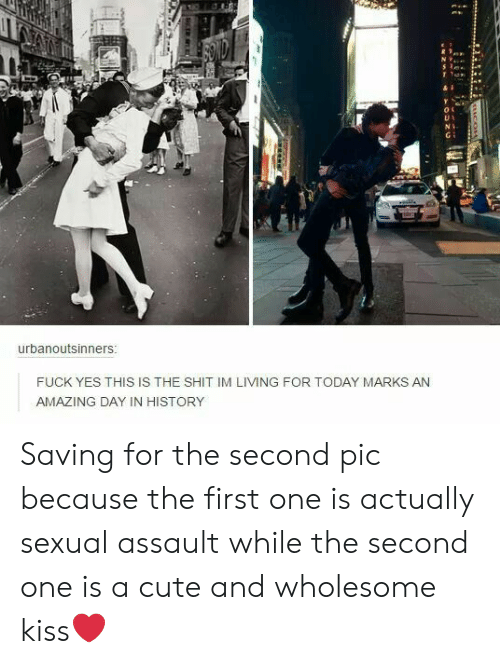 ERNST & YOUNG
urbanoutsinners:
FUCK YES THIS IS THE SHIT IM LIVING FOR TODAY MARKS AN
AMAZING DAY IN HISTORY
Saving for the second pic
because the first one is actually
sexual assault while the second
one is a cute and wholesome
kiss❤